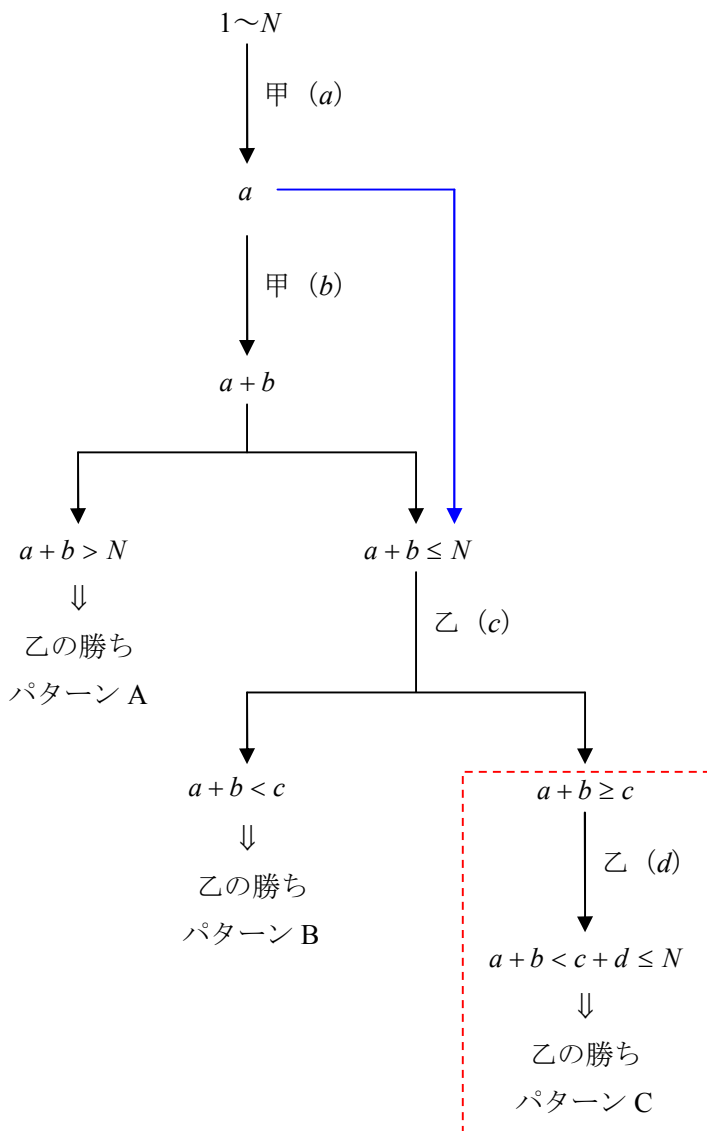 1～N
甲 (a)
a
甲 (b)
a + b
a + b > N
⇓
乙の勝ち
パターン A
a + b ≤ N
乙 (c)
a + b < c
⇓
乙の勝ち
パターン B
a + b ≥ c
乙 (d)
a + b < c + d ≤ N
⇓
乙の勝ち
パターン C